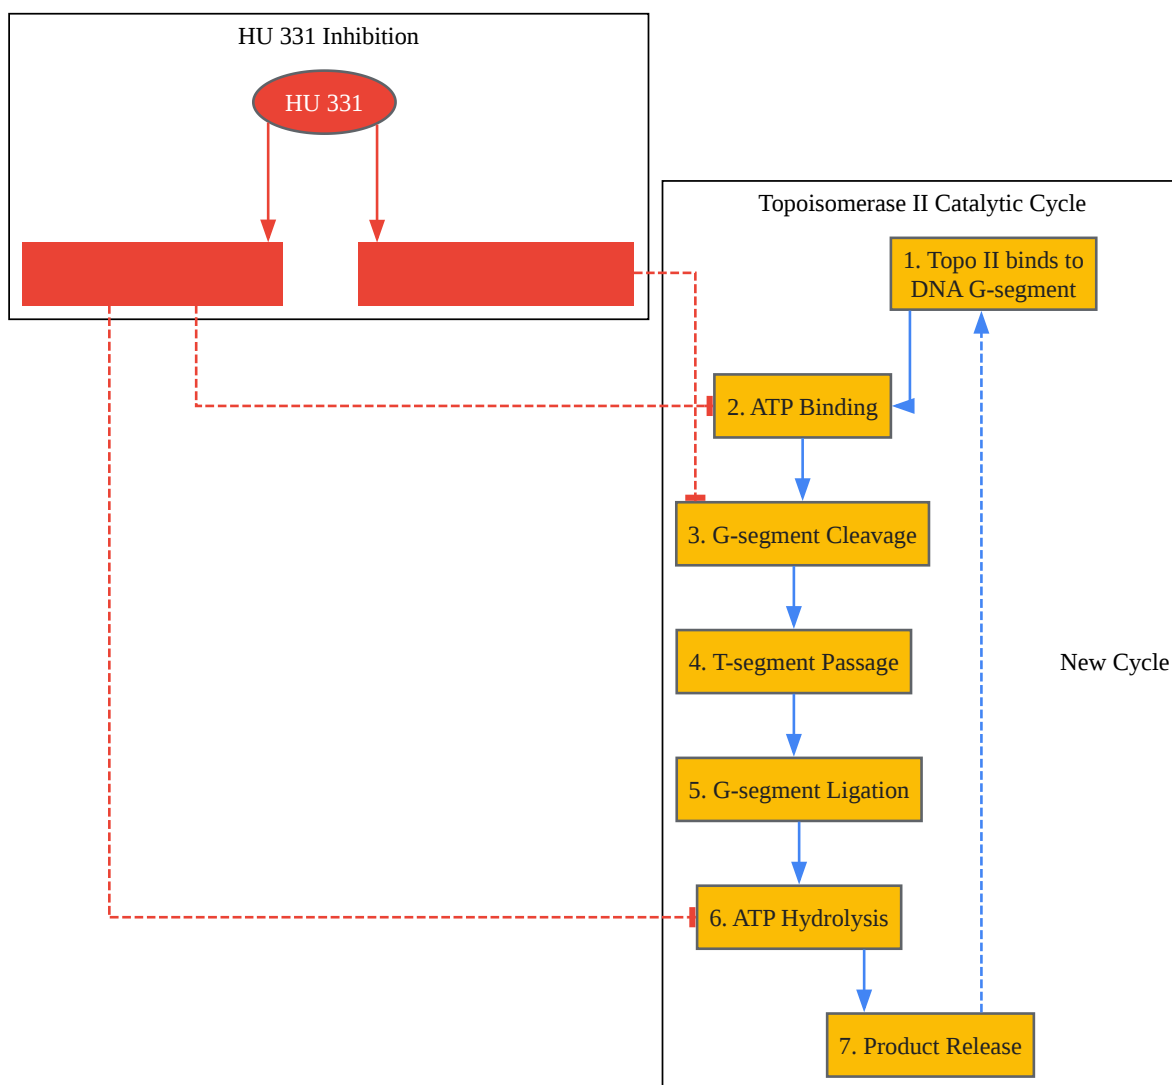 HU 331 Inhibition
HU 331
Topoisomerase II Catalytic Cycle
1. Topo II binds to
DNA G-segment
2. ATP Binding
3. G-segment Cleavage
4. T-segment Passage
New Cycle
5. G-segment Ligation
6. ATP Hydrolysis
7. Product Release